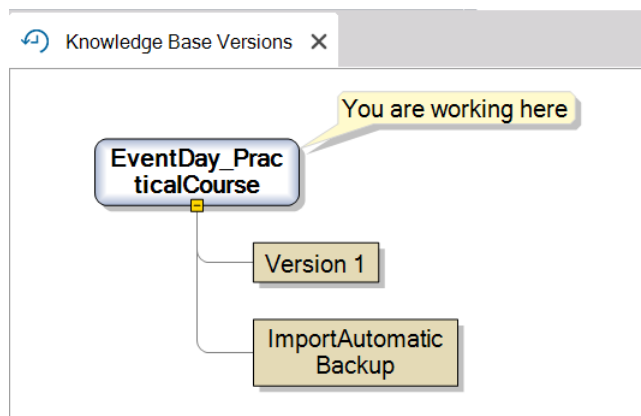 Knowledge Base Versions
You are working here
EventDay_Prac
ticalCourse
Version 1
ImportAutomatic
Backup